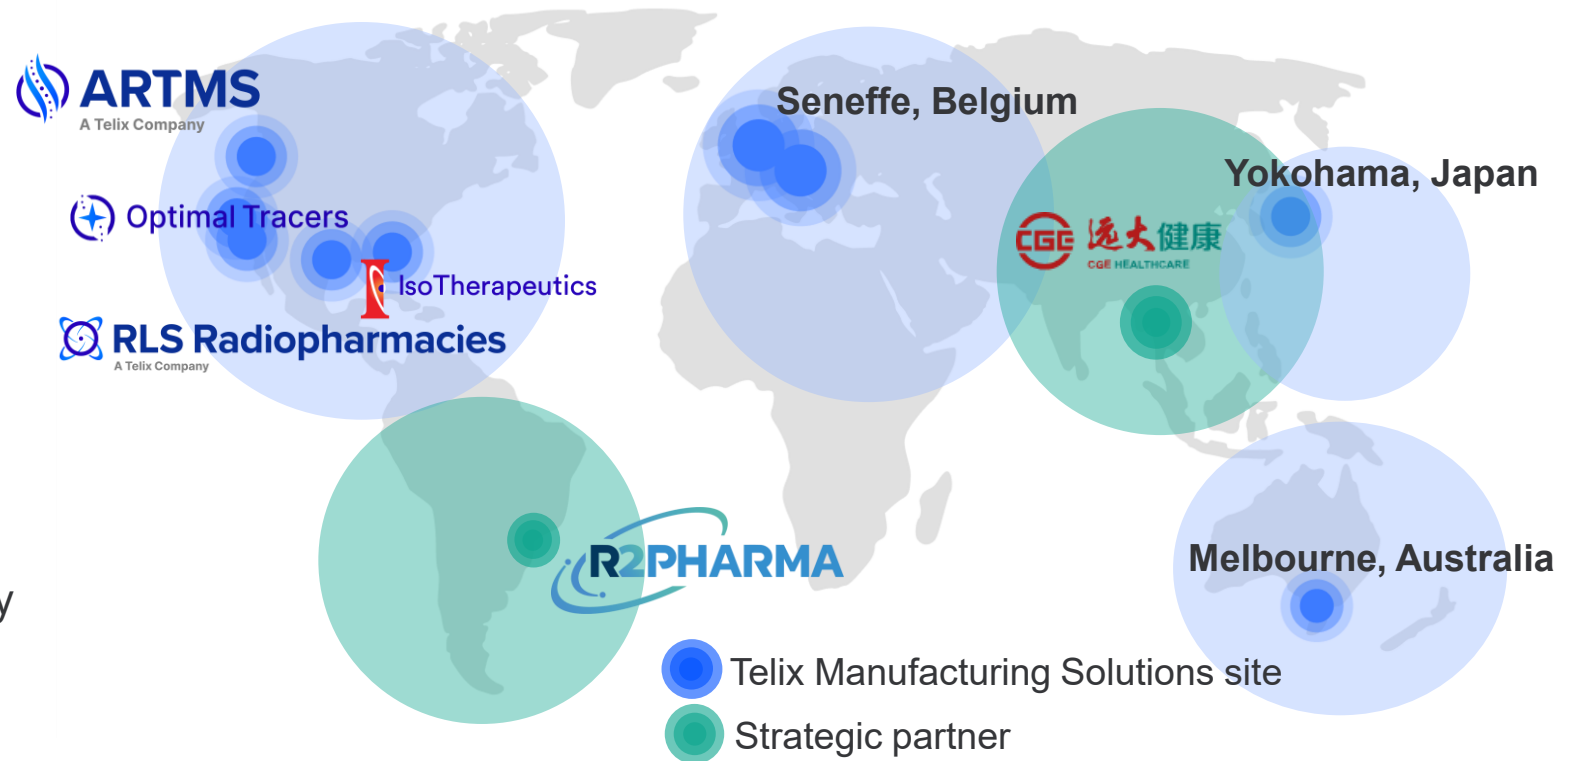 ARTMS
A Telix Company
Seneffe, Belgium
Yokohama, Japan
Optimal Tracers
CGE 远大健康
CGE HEALTHCARE
IsoTherapeutics
RLS Radiopharmacies
A Telix Company
R2PHARMA
Melbourne, Australia
y
Telix Manufacturing Solutions site
Strategic partner